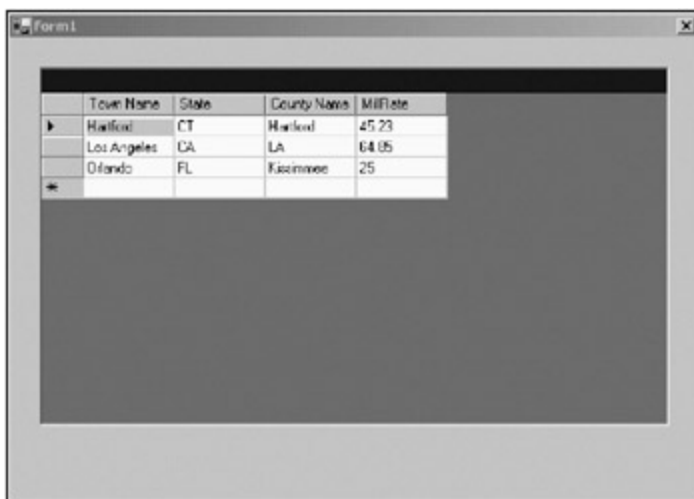 Form1
Town Name State County Name MillRate
Hartford CT Hartford 45.23
Los Angeles CA LA 64.85
Orlando FL Kissimmee 25